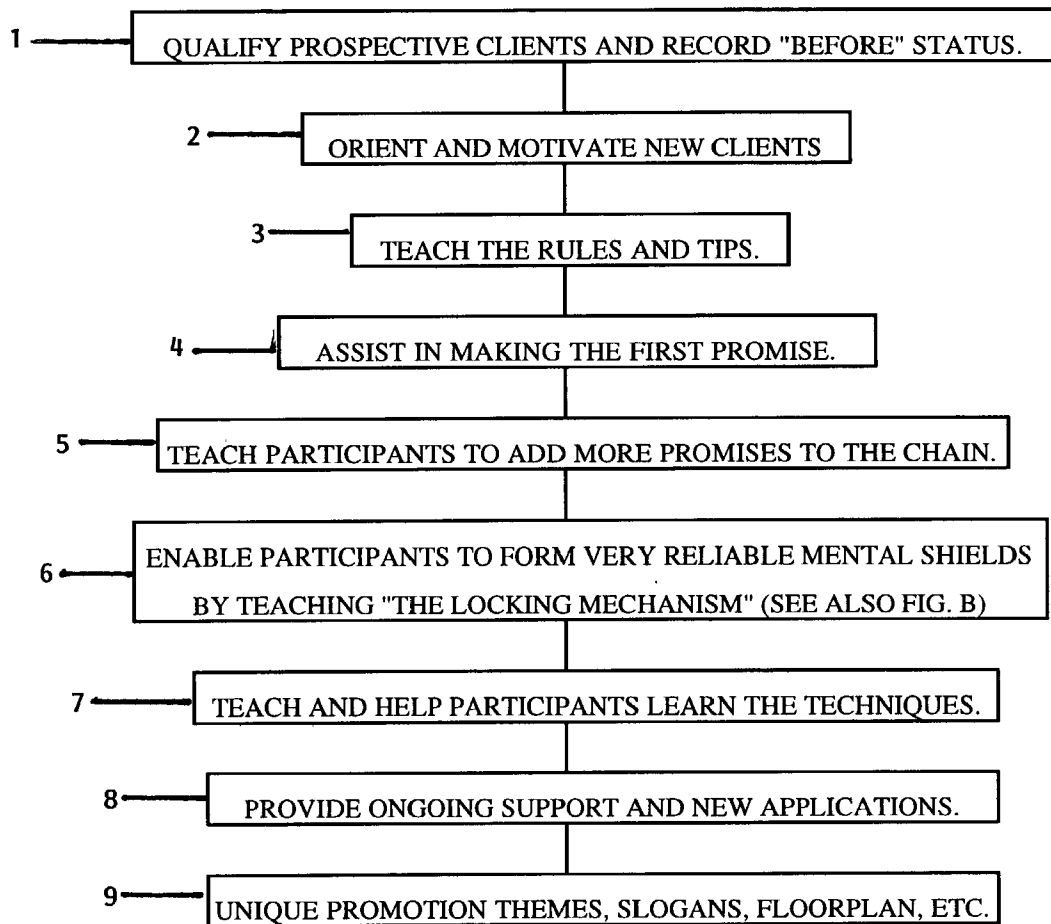 1 QUALIFY PROSPECTIVE CLIENTS AND RECORD "BEFORE" STATUS.
2 ORIENT AND MOTIVATE NEW CLIENTS
3 TEACH THE RULES AND TIPS.
4 ASSIST IN MAKING THE FIRST PROMISE.
5 TEACH PARTICIPANTS TO ADD MORE PROMISES TO THE CHAIN.
6 ENABLE PARTICIPANTS TO FORM VERY RELIABLE MENTAL SHIELDS
BY TEACHING "THE LOCKING MECHANISM" (SEE ALSO FIG. B)
7 TEACH AND HELP PARTICIPANTS LEARN THE TECHNIQUES.
8 PROVIDE ONGOING SUPPORT AND NEW APPLICATIONS.
9 UNIQUE PROMOTION THEMES, SLOGANS, FLOORPLAN, ETC.